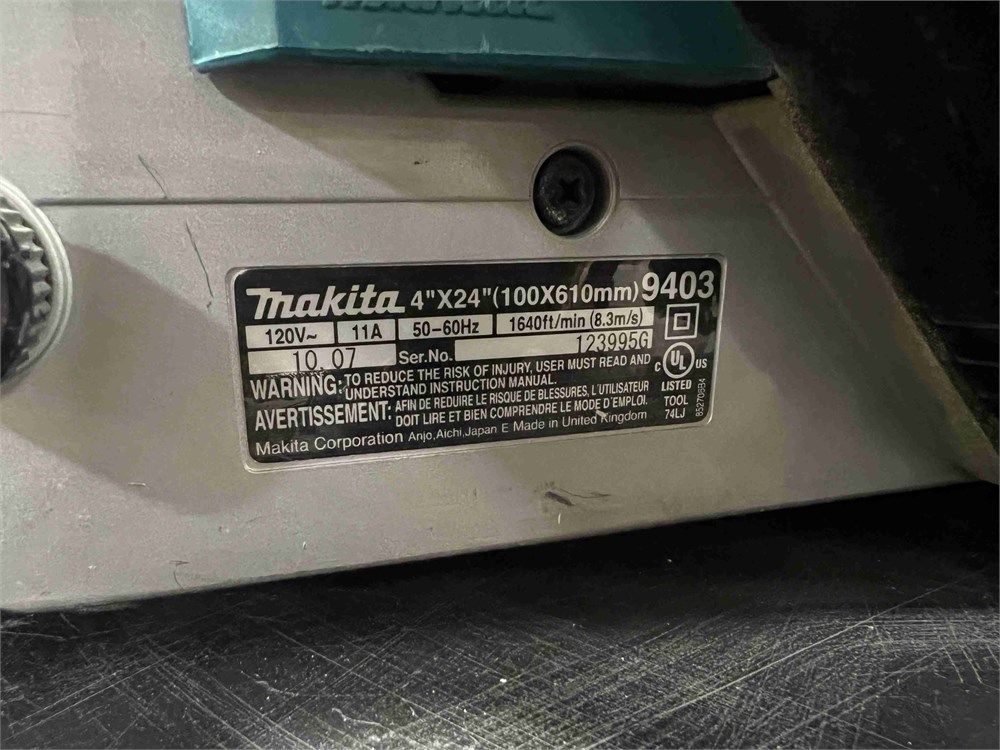 makita 4"X24"(100X610mm) 9403
120V~ 11A 50-60Hz 1640ft/min (8.3m/s)
10 07 Ser.No. 123995G
WARNING: TO REDUCE THE RISK OF INJURY, USER MUST READ AND
UNDERSTAND INSTRUCTION MANUAL.
AVERTISSEMENT: AFIN DE REDUIRE LE RISQUE DE BLESSURES, L'UTILISATEUR
DOIT LIRE ET BIEN COMPRENDRE LE MODE D'EMPLOI.
Makita Corporation Anjo, Aichi, Japan E Made in United Kingdom
C UL US
LISTED
TOOL
74LJ